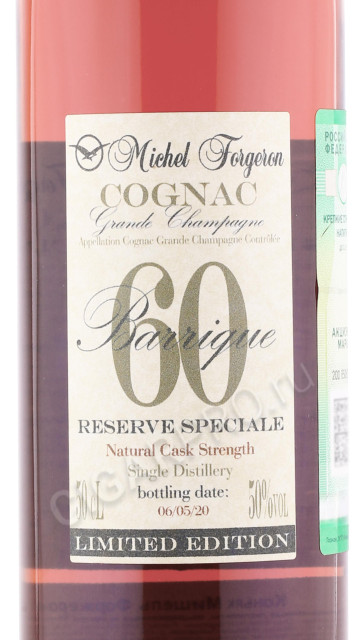 Michel Forgeron
COGNAC
Grande Champagne
Appellation Cognac Grande Champagne Contrôlée
60
Barrique
RESERVE SPECIALE
Natural Cask Strength
Single Distillery
50cL
bottling date:
06/05/20
50%VOL
LIMITED EDITION